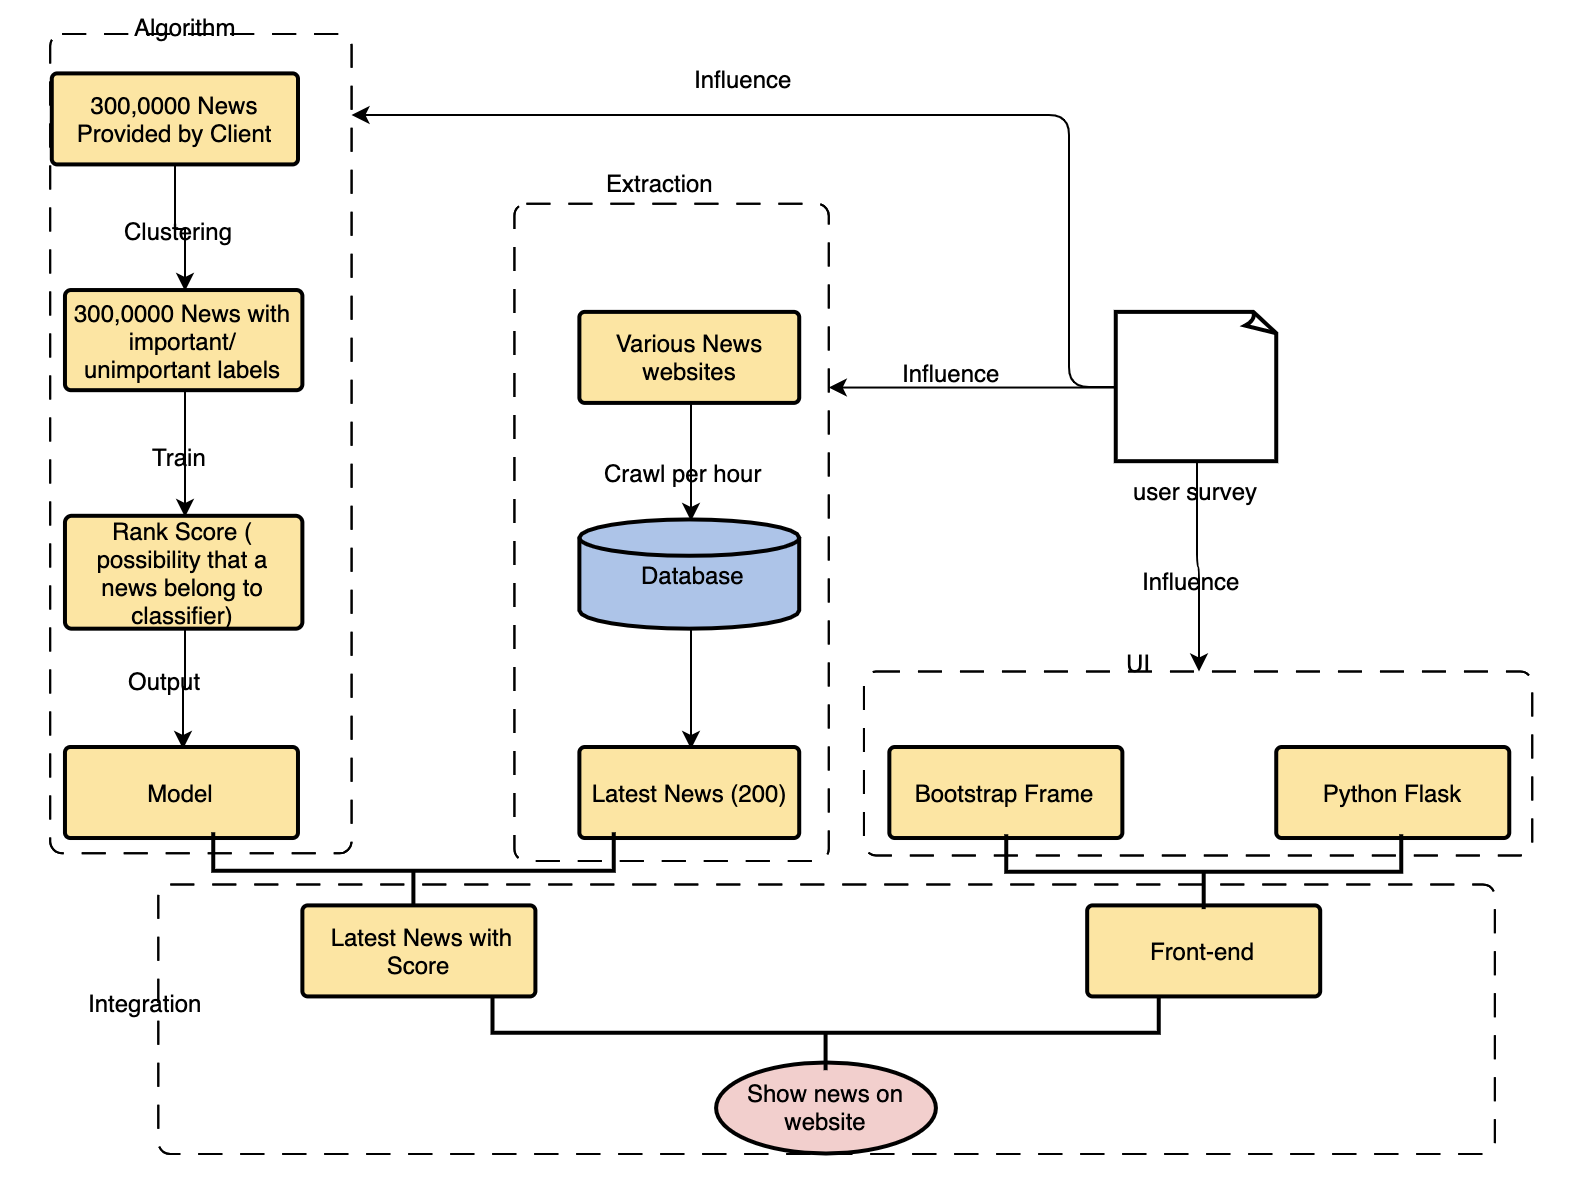 Algorithm
300,0000 News
Provided by Client
Clustering
300,0000 News with
important/
unimportant labels
Train
Rank Score (
possibility that a
news belong to
classifier)
Output
Model
Influence
Extraction
Various News
websites
Crawl per hour
Database
Latest News (200)
Influence
user survey
Influence
UI
Bootstrap Frame
Python Flask
Integration
Latest News with
Score
Front-end
Show news on
website